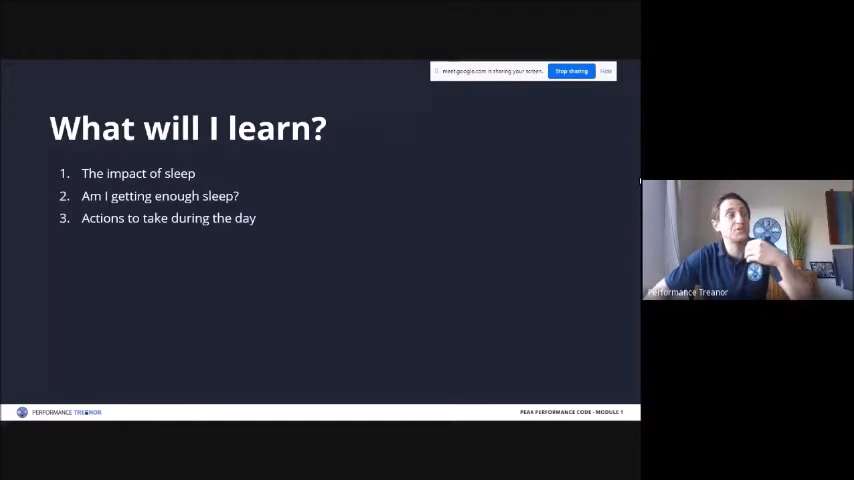 meet.google.com is sharing your screen.
Stop sharing
Hide
What will I learn?
1. The impact of sleep
2. Am I getting enough sleep?
3. Actions to take during the day
Performance Treanor
PERFORMANCE TREANOR
PEAK PERFORMANCE CODE - MODULE 1